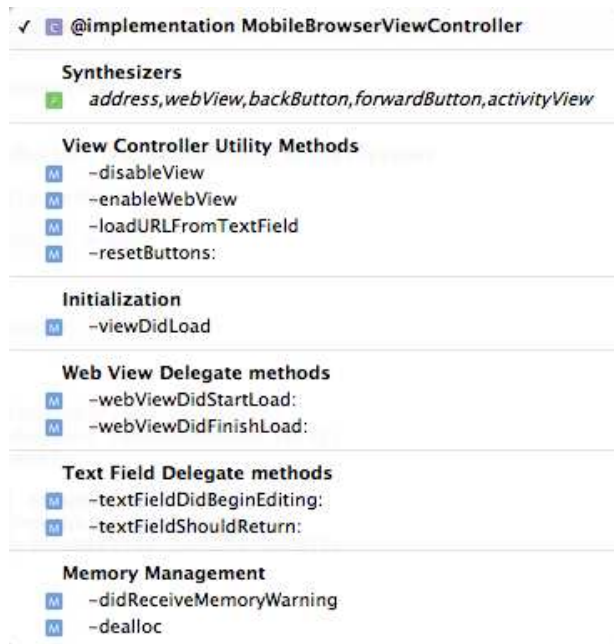 ✓ C @implementation MobileBrowserViewController
Synthesizers
P address,webView,backButton,forwardButton,activityView
View Controller Utility Methods
M -disableView
M -enableWebView
M -loadURLFromTextField
M -resetButtons:
Initialization
M -viewDidLoad
Web View Delegate methods
M -webViewDidStartLoad:
M -webViewDidFinishLoad:
Text Field Delegate methods
M -textFieldDidBeginEditing:
M -textFieldShouldReturn:
Memory Management
M -didReceiveMemoryWarning
M -dealloc